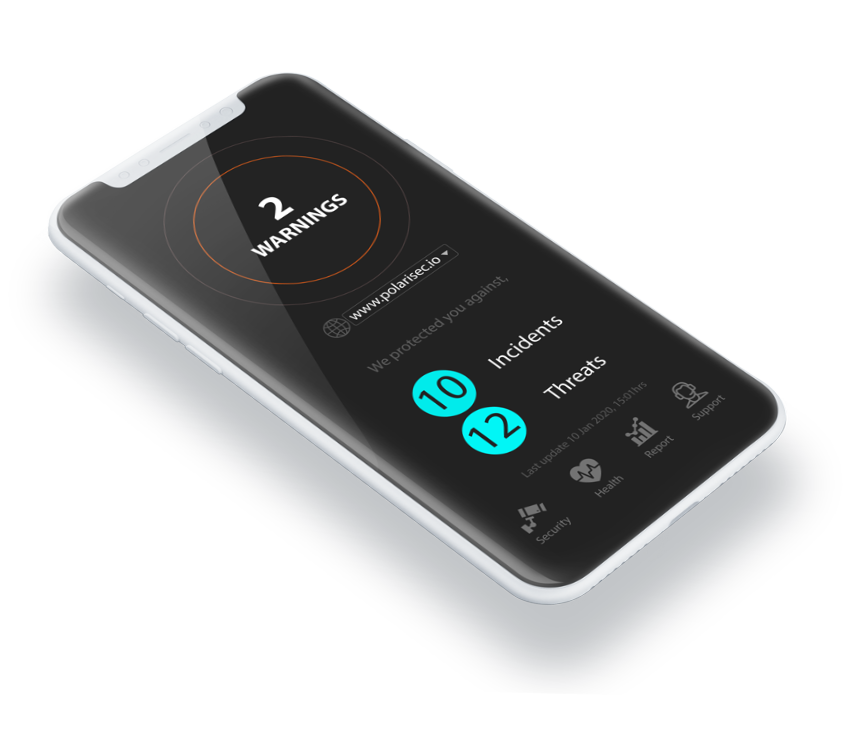 2
WARNINGS
www.polarisec.io
We protected you against,
10 Incidents
12 Threats
Last update 10 Jan 2020, 15:01hrs
Security Health Report Support